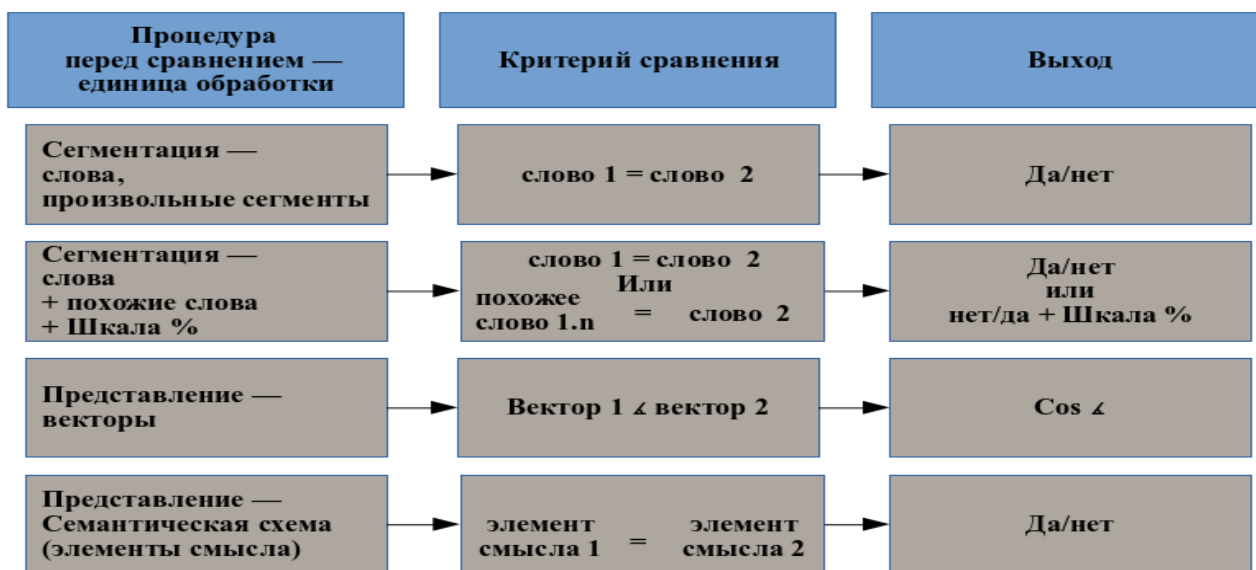 Процедура
перед сравнением —
единица обработки
Критерий сравнения
Выход
Сегментация —
слова,
произвольные сегменты
слово 1 = слово 2
Да/нет
Сегментация —
слова
+ похожие слова
+ Шкала %
слово 1 = слово 2
Или
похожее
слово 1.n = слово 2
Да/нет
или
нет/да + Шкала %
Представление —
векторы
Вектор 1 ∡ вектор 2
Cos ∡
Представление —
Семантическая схема
(элементы смысла)
элемент элемент
смысла 1 = смысла 2
Да/нет